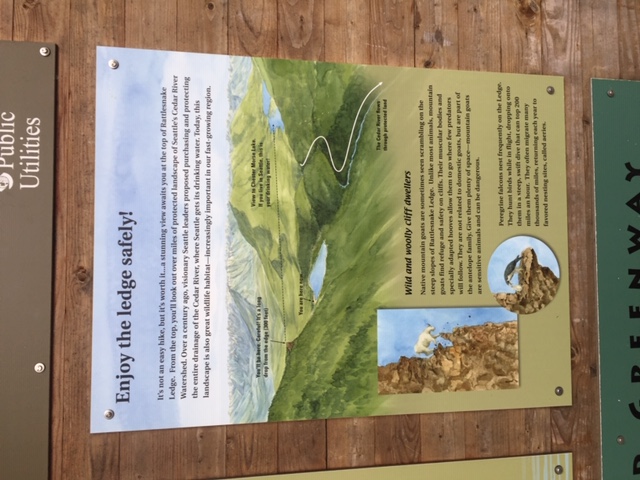 Public
Utilities
Enjoy the ledge safely!
It's not an easy hike, but it's worth it...a stunning view awaits you at the top of Rattlesnake
Ledge. From the top, you'll look out over miles of protected landscape of Seattle's Cedar River
Watershed. Over a century ago, visionary Seattle leaders proposed purchasing and protecting
the entire drainage of the Cedar River, where Seattle gets its drinking water. Today, this
landscape is also great wildlife habitat—increasingly important in our fast-growing region.
You'll be here. Careful! It's a long
drop from the edge (300 feet)
View to Chester Morse Lake.
If you live in Seattle, this is
your drinking water!
You are here now
The Cedar River flows
through protected land
Wild and woolly cliff dwellers
Native mountain goats are sometimes seen scrambling on the
steep slopes of Rattlesnake Ledge. Unlike most animals, mountain
goats find refuge and safety on cliffs. Their muscular bodies and
specially adapted hooves allow them to go where few predators
will follow. They are not related to domestic goats, but are part of
the antelope family. Give them plenty of space—mountain goats
are sensitive animals and can be dangerous.
Peregrine falcons nest frequently on the Ledge.
They hunt birds while in flight, dropping onto
them in a steep, swift dive that can top 200
miles an hour. They often migrate many
thousands of miles, returning each year to
favored nesting sites, called aeries.
GREENWAY